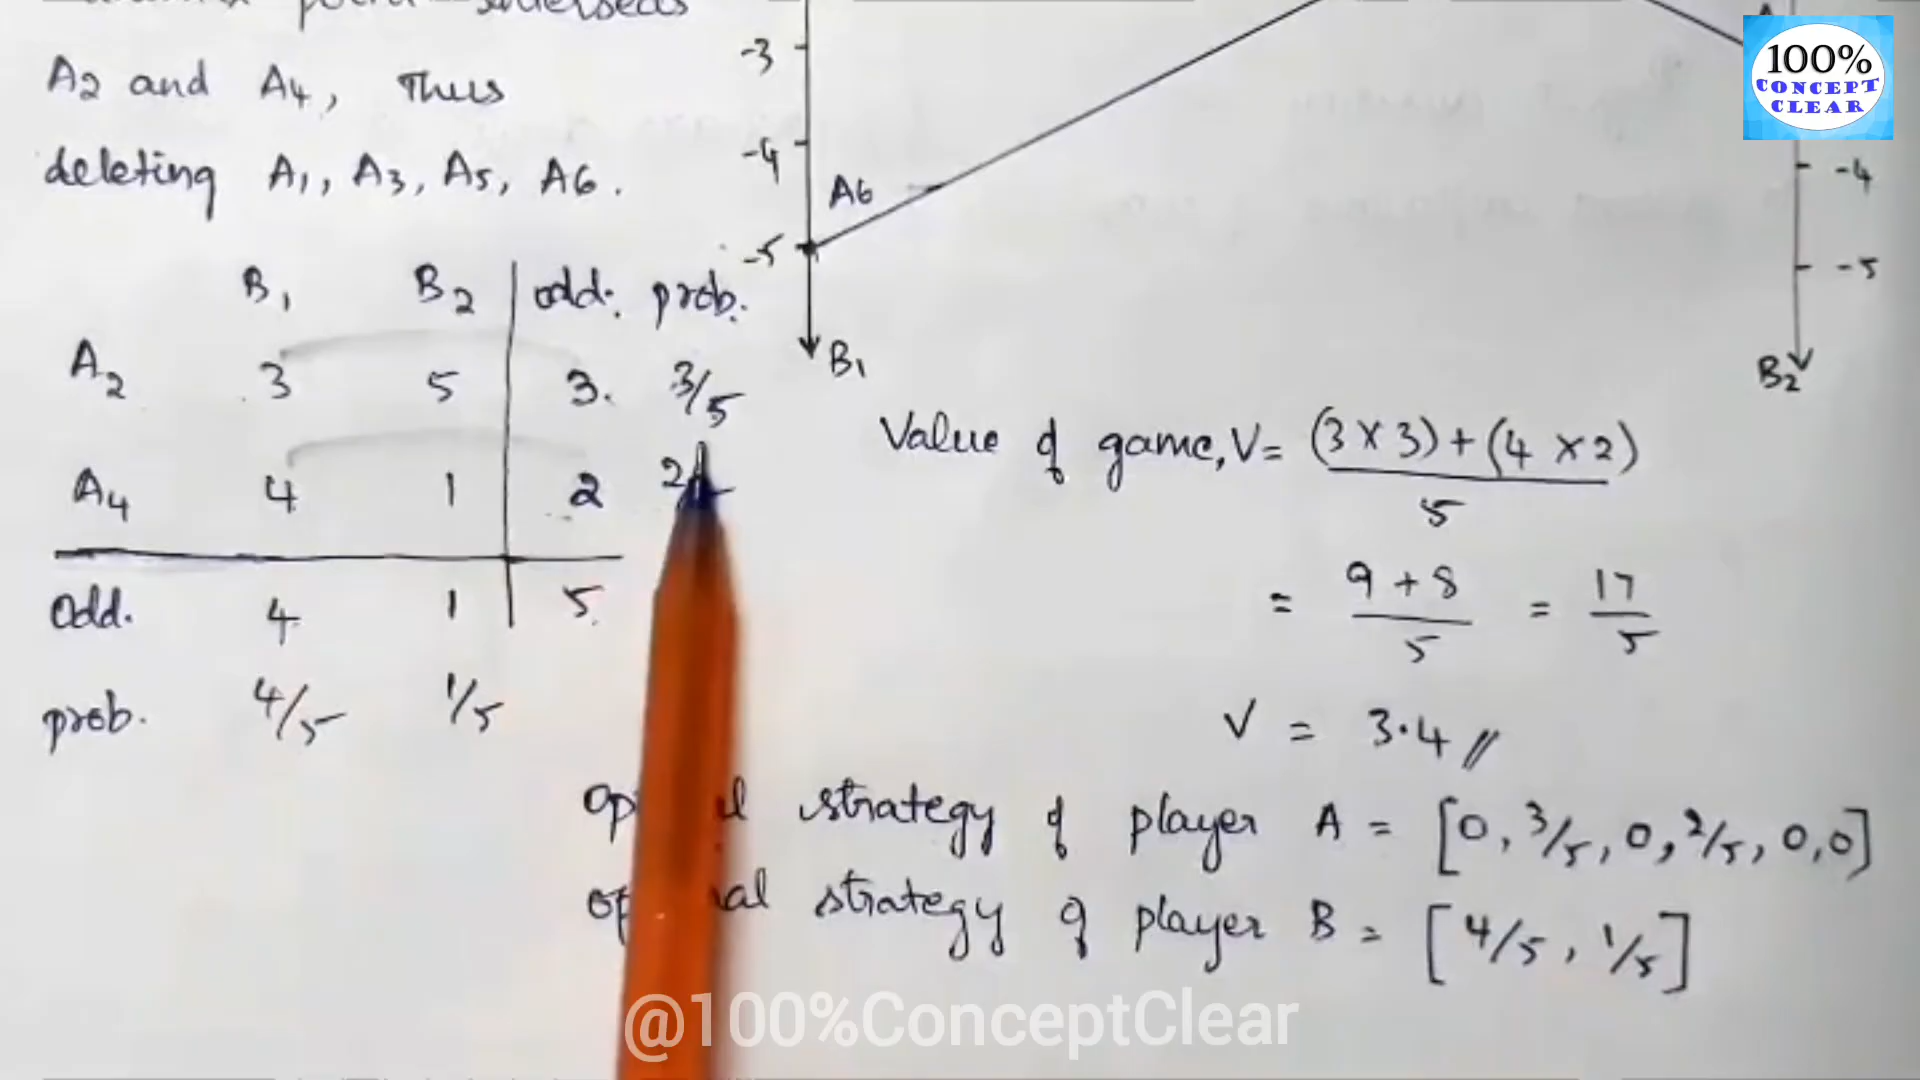 A2 and A4, Thus
deleting A1, A3, A5, A6.
B1 B2 odd. prob.
A2 3 5 3. 3/5
A4 4 1 2 2
Odd. 4 1 5.
prob. 4/5 1/5
-3
-4
A6
-5
B1
-4
-5
B2
100%
CONCEPT
CLEAR
Value of game, V= (3 x 3) + (4 x 2)
5
= 9 + 8 = 17
5 5
V = 3.4 //
strategy of player A = [0, 3/5, 0, 2/5, 0, 0]
strategy of player B = [4/5, 1/5]
@100%ConceptClear